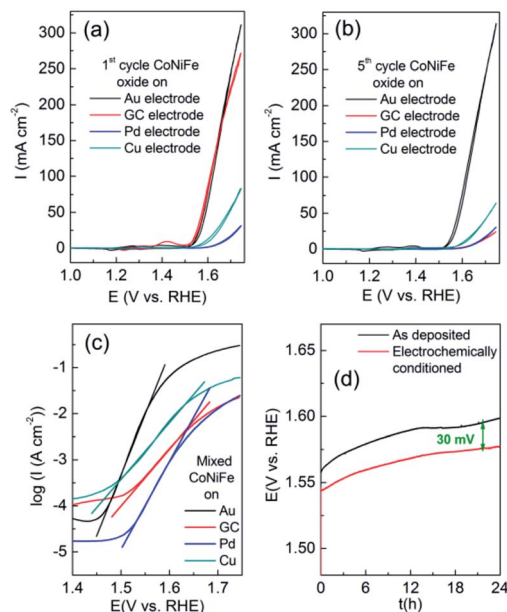 (a)
1st cycle CoNiFe
oxide on
Au electrode
GC electrode
Pd electrode
Cu electrode
I (mA cm-2)
300
250
200
150
100
50
0
1.0 1.2 1.4 1.6
E (V vs. RHE)
(b)
5th cycle CoNiFe
oxide on
Au electrode
GC electrode
Pd electrode
Cu electrode
I (mA cm-2)
300
250
200
150
100
50
0
1.0 1.2 1.4 1.6
E (V vs. RHE)
(c)
log (I (A cm-2))
-1
-2
-3
-4
-5
Mixed
CoNiFe
on
Au
GC
Pd
Cu
1.4 1.5 1.6 1.7
E(V vs. RHE)
As deposited
Electrochemically
conditioned
(d)
30 mV
E(V vs. RHE)
1.65
1.60
1.55
1.50
0 6 12 18 24
t(h)